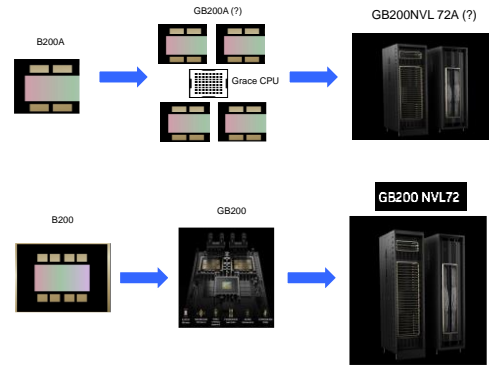 GB200A (?)
GB200NVL 72A (?)
B200A
Grace CPU
GB200 NVL72
B200
GB200